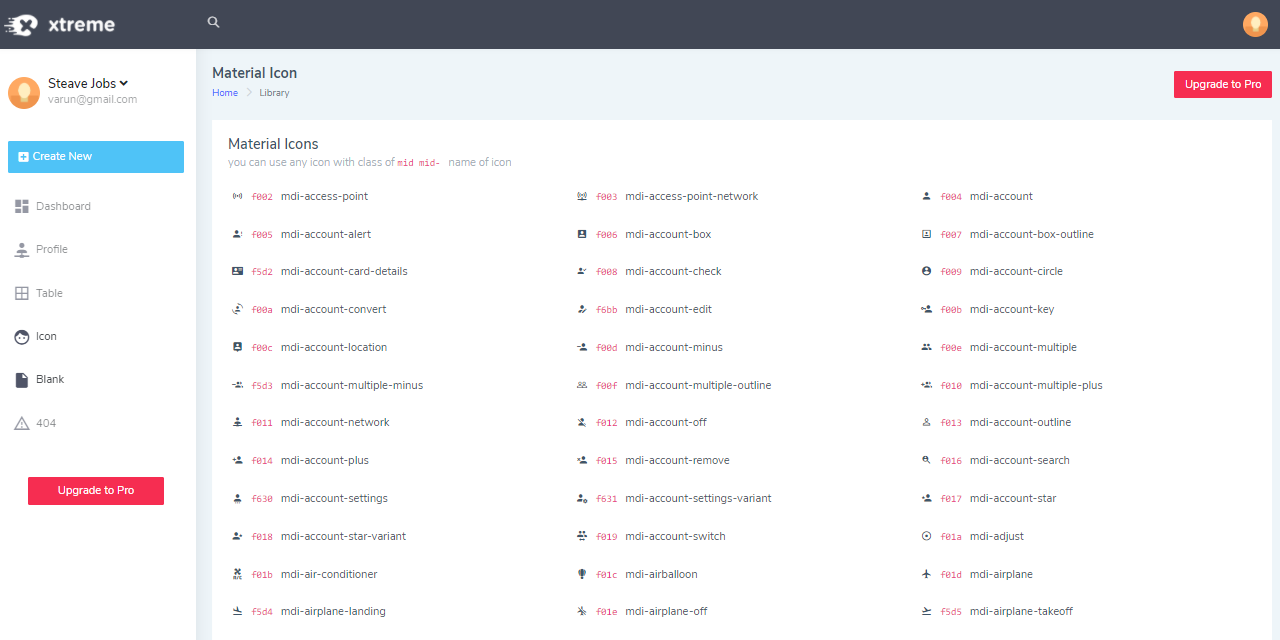 xtreme
Steave Jobs
varun@gmail.com
Create New
Dashboard
Profile
Table
Icon
Blank
404
Upgrade to Pro
Material Icon
Home Library
Upgrade to Pro
Material Icons
you can use any icon with class of mid mid- name of icon
f002 mdi-access-point f003 mdi-access-point-network f004 mdi-account
f005 mdi-account-alert f006 mdi-account-box f007 mdi-account-box-outline
f5d2 mdi-account-card-details f008 mdi-account-check f009 mdi-account-circle
f00a mdi-account-convert f6bb mdi-account-edit f00b mdi-account-key
f00c mdi-account-location f00d mdi-account-minus f00e mdi-account-multiple
f5d3 mdi-account-multiple-minus f00f mdi-account-multiple-outline f010 mdi-account-multiple-plus
f011 mdi-account-network f012 mdi-account-off f013 mdi-account-outline
f014 mdi-account-plus f015 mdi-account-remove f016 mdi-account-search
f630 mdi-account-settings f631 mdi-account-settings-variant f017 mdi-account-star
f018 mdi-account-star-variant f019 mdi-account-switch f01a mdi-adjust
f01b mdi-air-conditioner f01c mdi-airballoon f01d mdi-airplane
f5d4 mdi-airplane-landing f01e mdi-airplane-off f5d5 mdi-airplane-takeoff